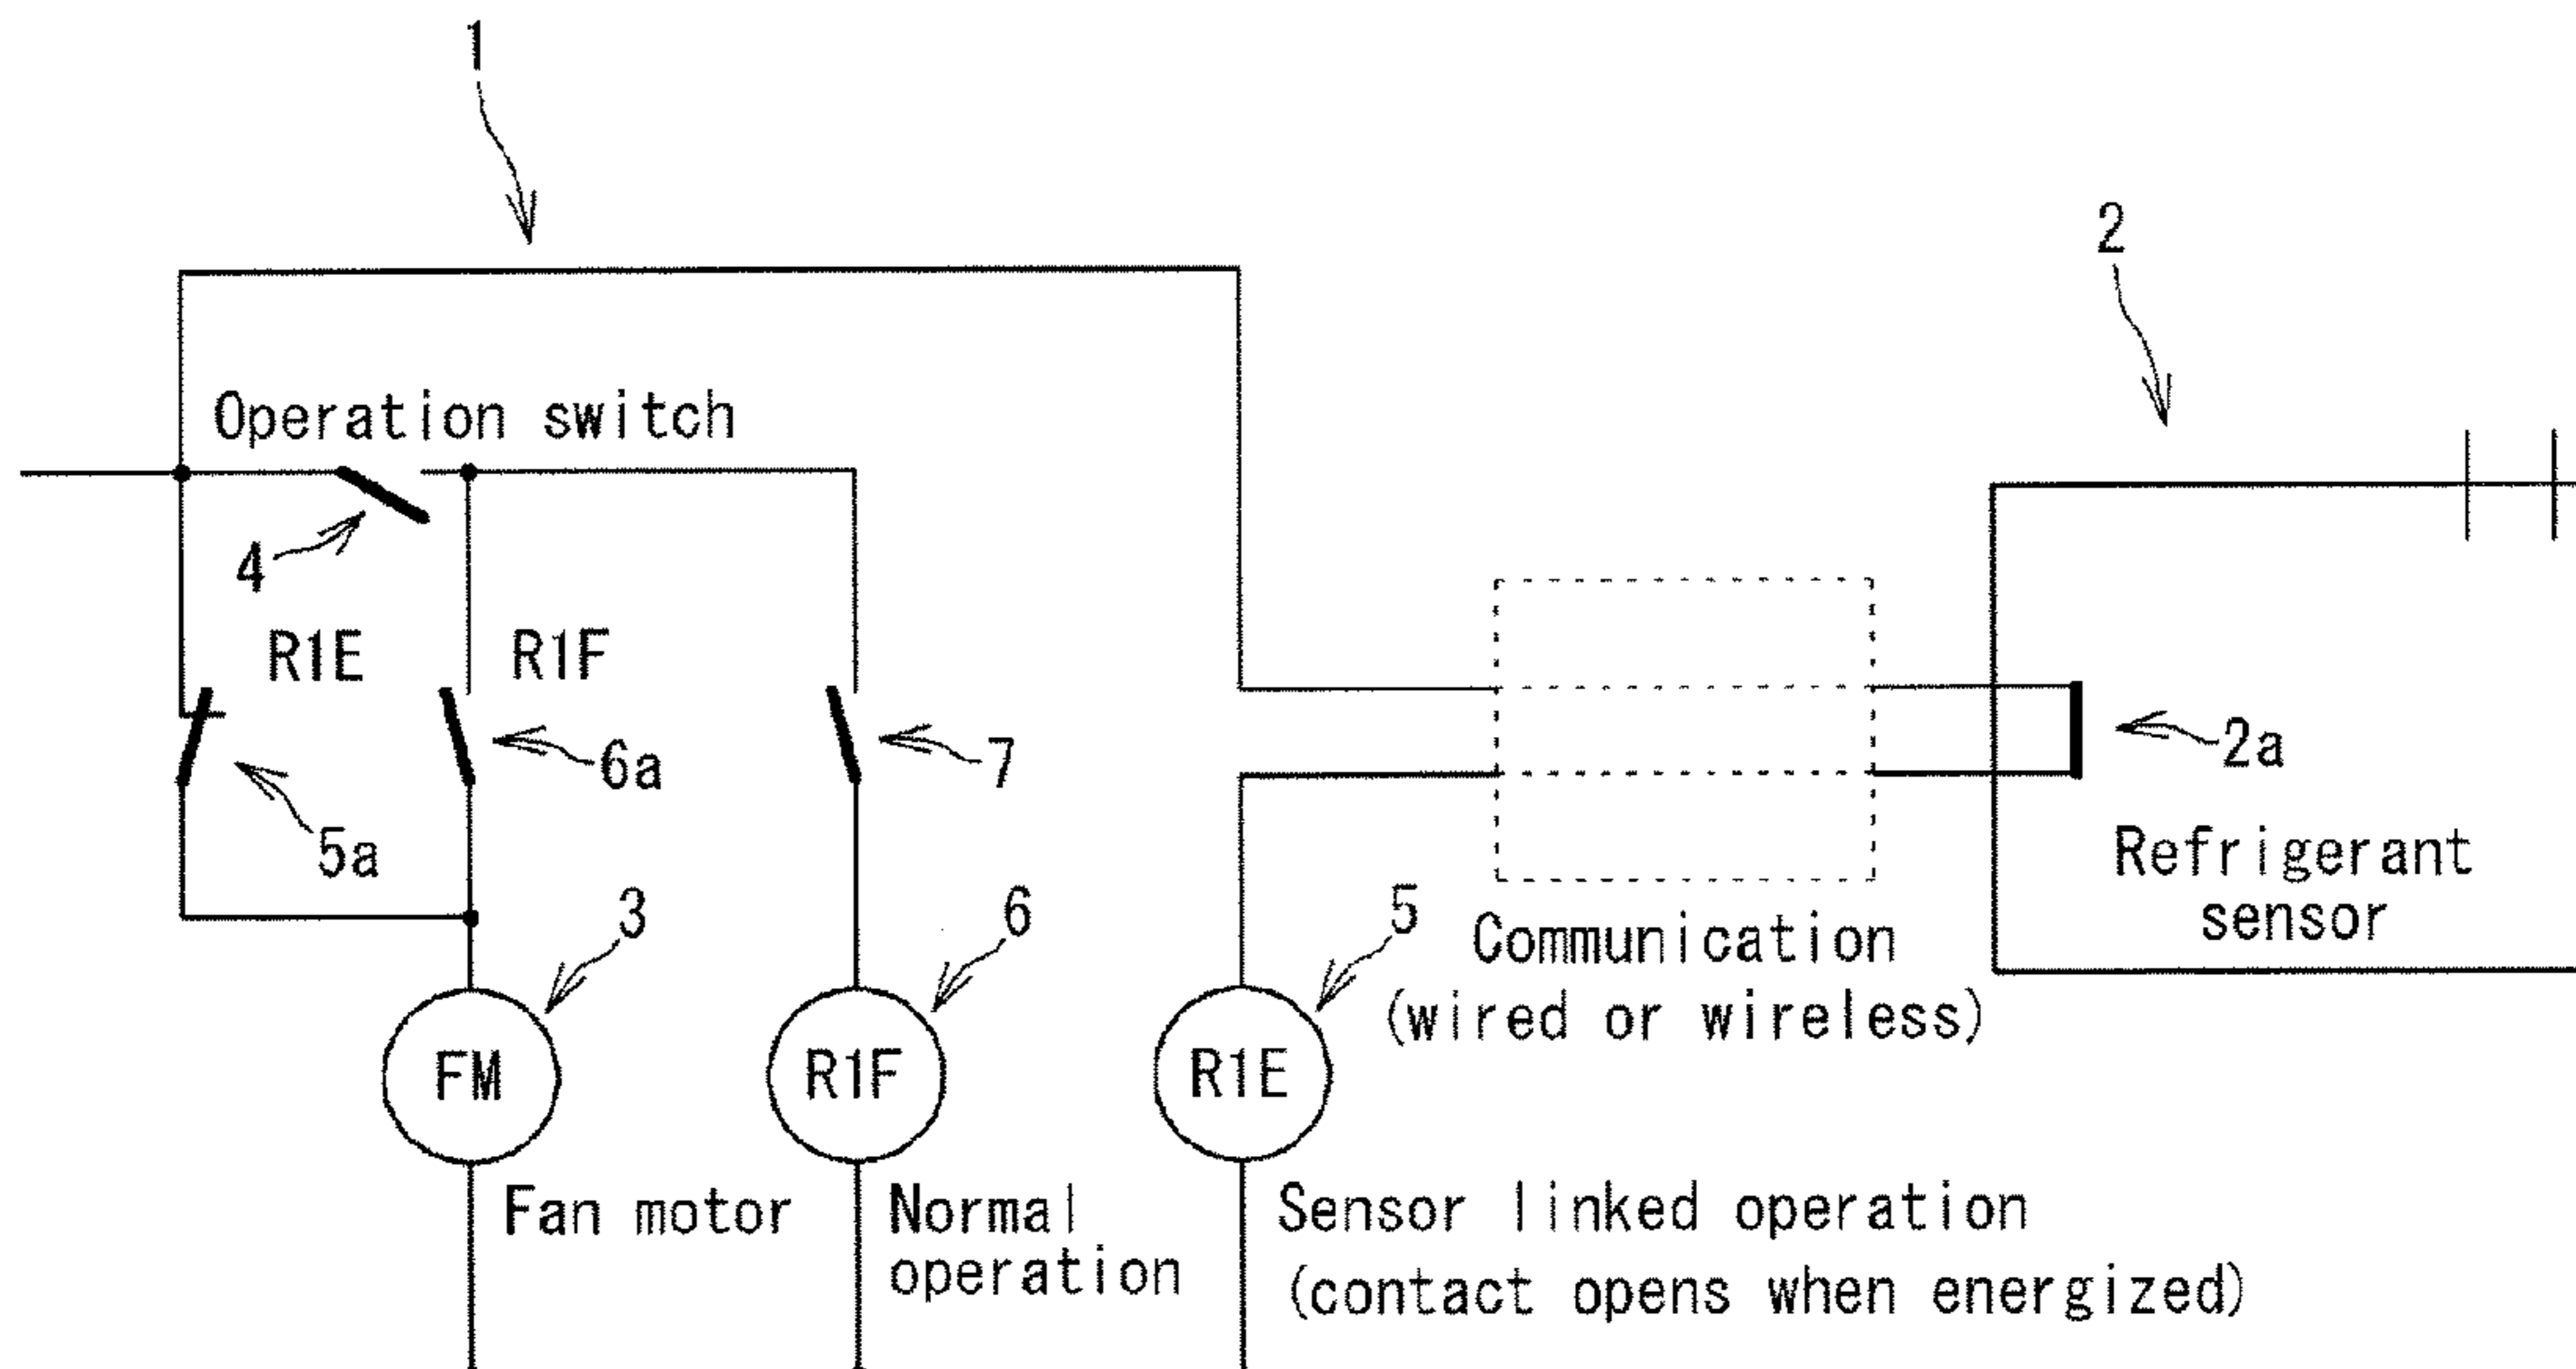 1
2
Operation switch
4
R1E
R1F
6a
7
2a
5a
Refrigerant
sensor
3
6
5
Communication
(wired or wireless)
FM
R1F
R1E
Fan motor
Normal
operation
Sensor linked operation
(contact opens when energized)